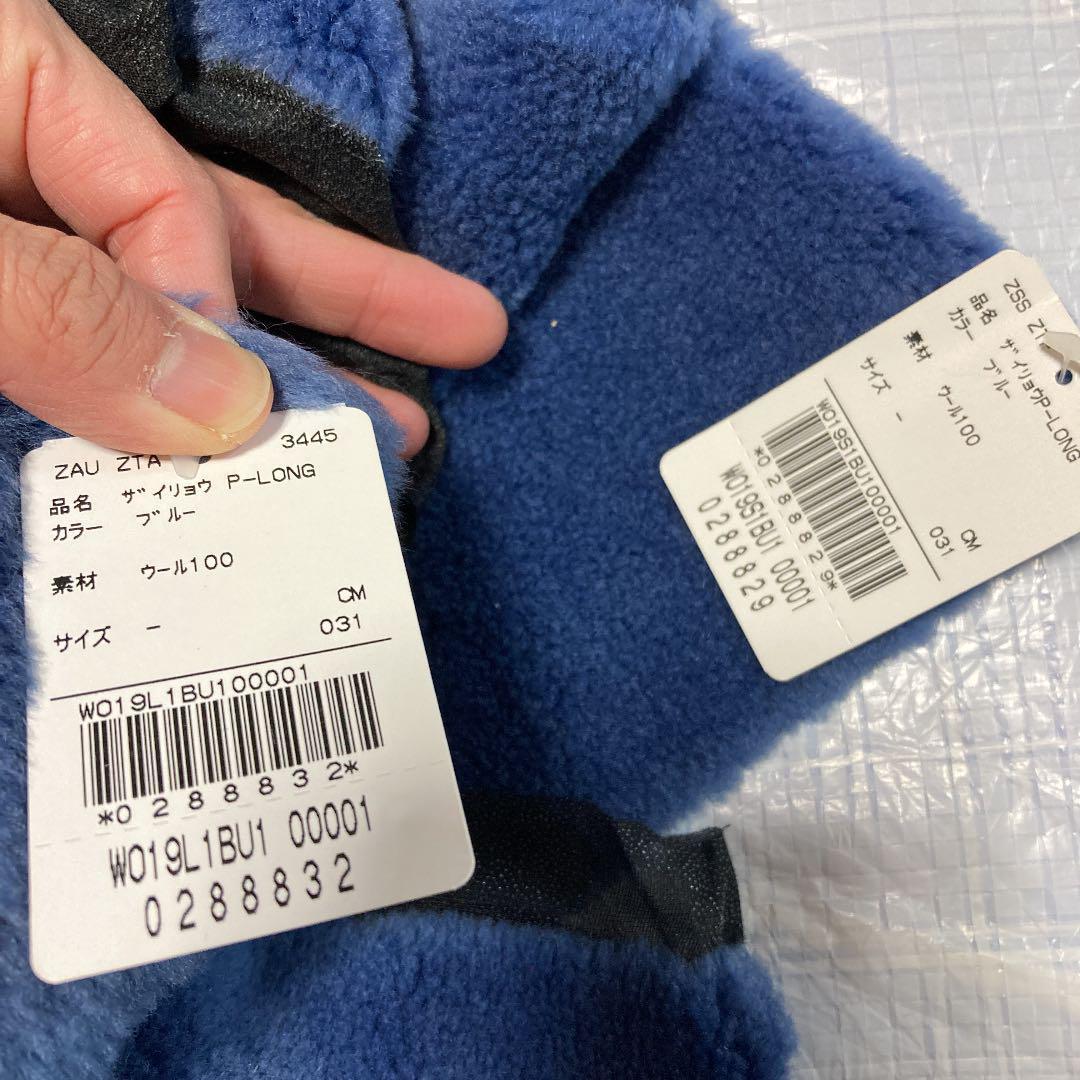 ZAU ZTA 3445
品名 ザイリョウ P-LONG
カラー ブルー
素材 ウール100
CM
サイズ - 031
W019L1BU100001
*0288832*
W019L1BU1 00001
0288832
ZSS
品名 ザイリョウP-LONG
カラー ブルー
素材 ウール100
CM
サイズ - 031
W019S1BU100001
*0288829*
W019S1BU1 00001
0288829